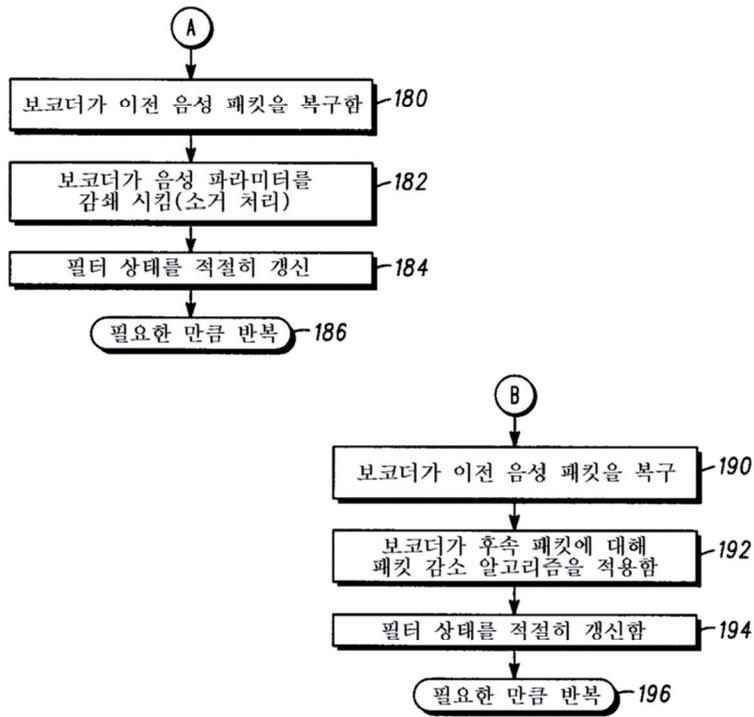 A
보코더가 이전 음성 패킷을 복구함
180
보코더가 음성 파라미터를
감쇄 시킴(소거 처리)
182
필터 상태를 적절히 갱신
184
필요한 만큼 반복
186
B
보코더가 이전 음성 패킷을 복구
190
보코더가 후속 패킷에 대해
패킷 감소 알고리즘을 적용함
192
필터 상태를 적절히 갱신함
194
필요한 만큼 반복
196